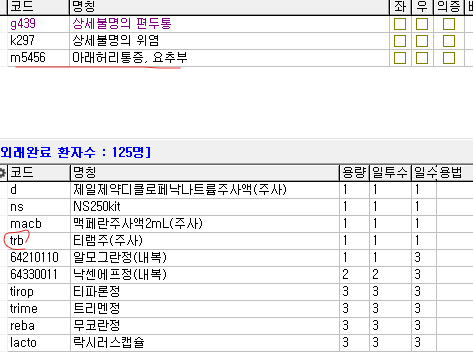 코드 명칭 좌 우 의증
g439 상세불명의 편두통
k297 상세불명의 위염
m5456 아래허리통증, 요추부
외래완료 환자수 : 125명]
코드 명칭 용량 일투수 일수 용법
d 제일제약디클로페낙나트륨주사액(주사) 1 1 1
ns NS250kit 1 1 1
macb 맥페란주사액2mL(주사) 1 1 1
trb 티램주(주사) 1 1 1
64210110 알모그란정(내복) 1 1 3
64330011 낙센에프정(내복) 2 2 3
tirop 티파론정 3 3 3
trime 트리멘정 3 3 3
reba 무코란정 3 3 3
lacto 락시러스캡슐 3 3 3